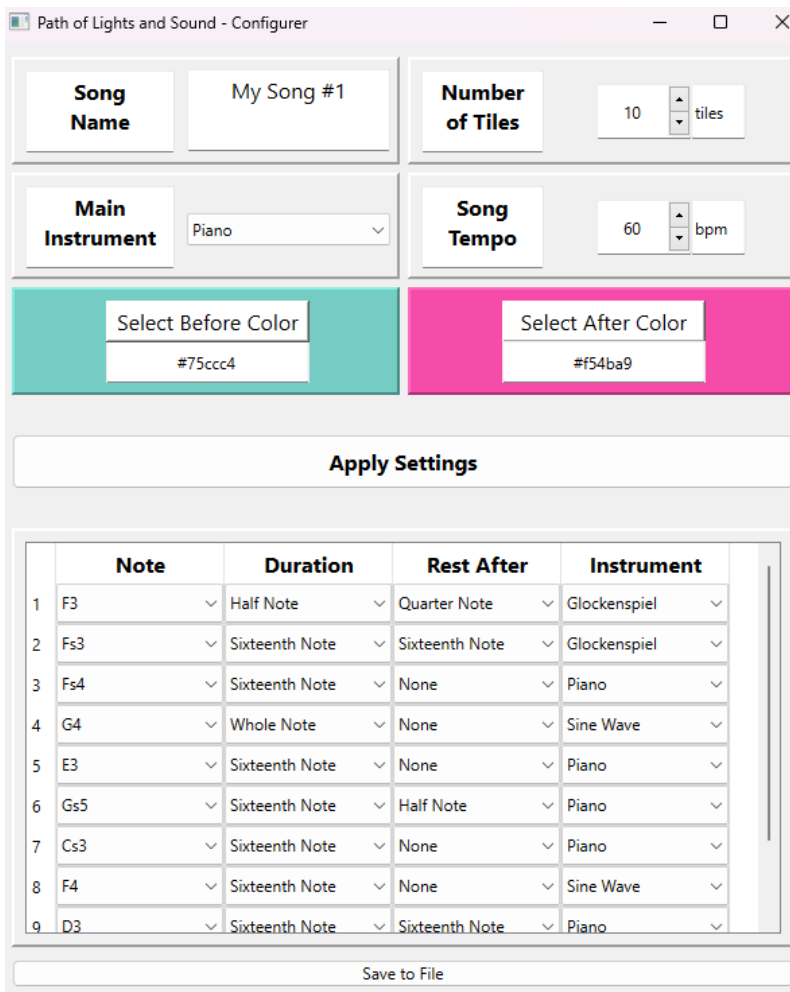 Path of Lights and Sound - Configurer
Song
Name
My Song #1
Number
of Tiles
10
tiles
Main
Instrument
Piano
Song
Tempo
60
bpm
Select Before Color
#75ccc4
Select After Color
#f54ba9
Apply Settings
Note Duration Rest After Instrument
1 F3 Half Note Quarter Note Glockenspiel
2 Fs3 Sixteenth Note Sixteenth Note Glockenspiel
3 Fs4 Sixteenth Note None Piano
4 G4 Whole Note None Sine Wave
5 E3 Sixteenth Note None Piano
6 Gs5 Sixteenth Note Half Note Piano
7 Cs3 Sixteenth Note None Piano
8 F4 Sixteenth Note None Sine Wave
9 D3 Sixteenth Note Sixteenth Note Piano
Save to File